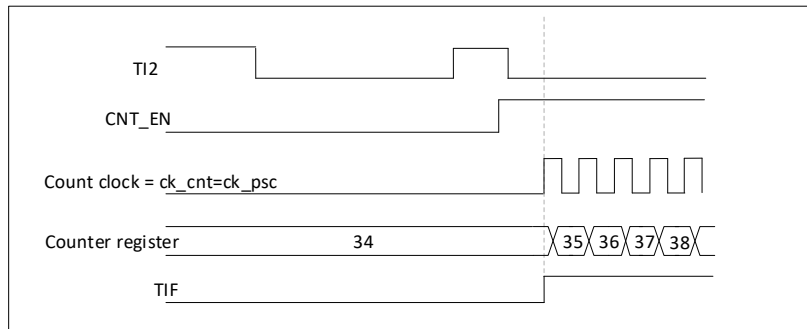 TI2
CNT_EN
Count clock = ck_cnt=ck_psc
Counter register 34 35 36 37 38
TIF